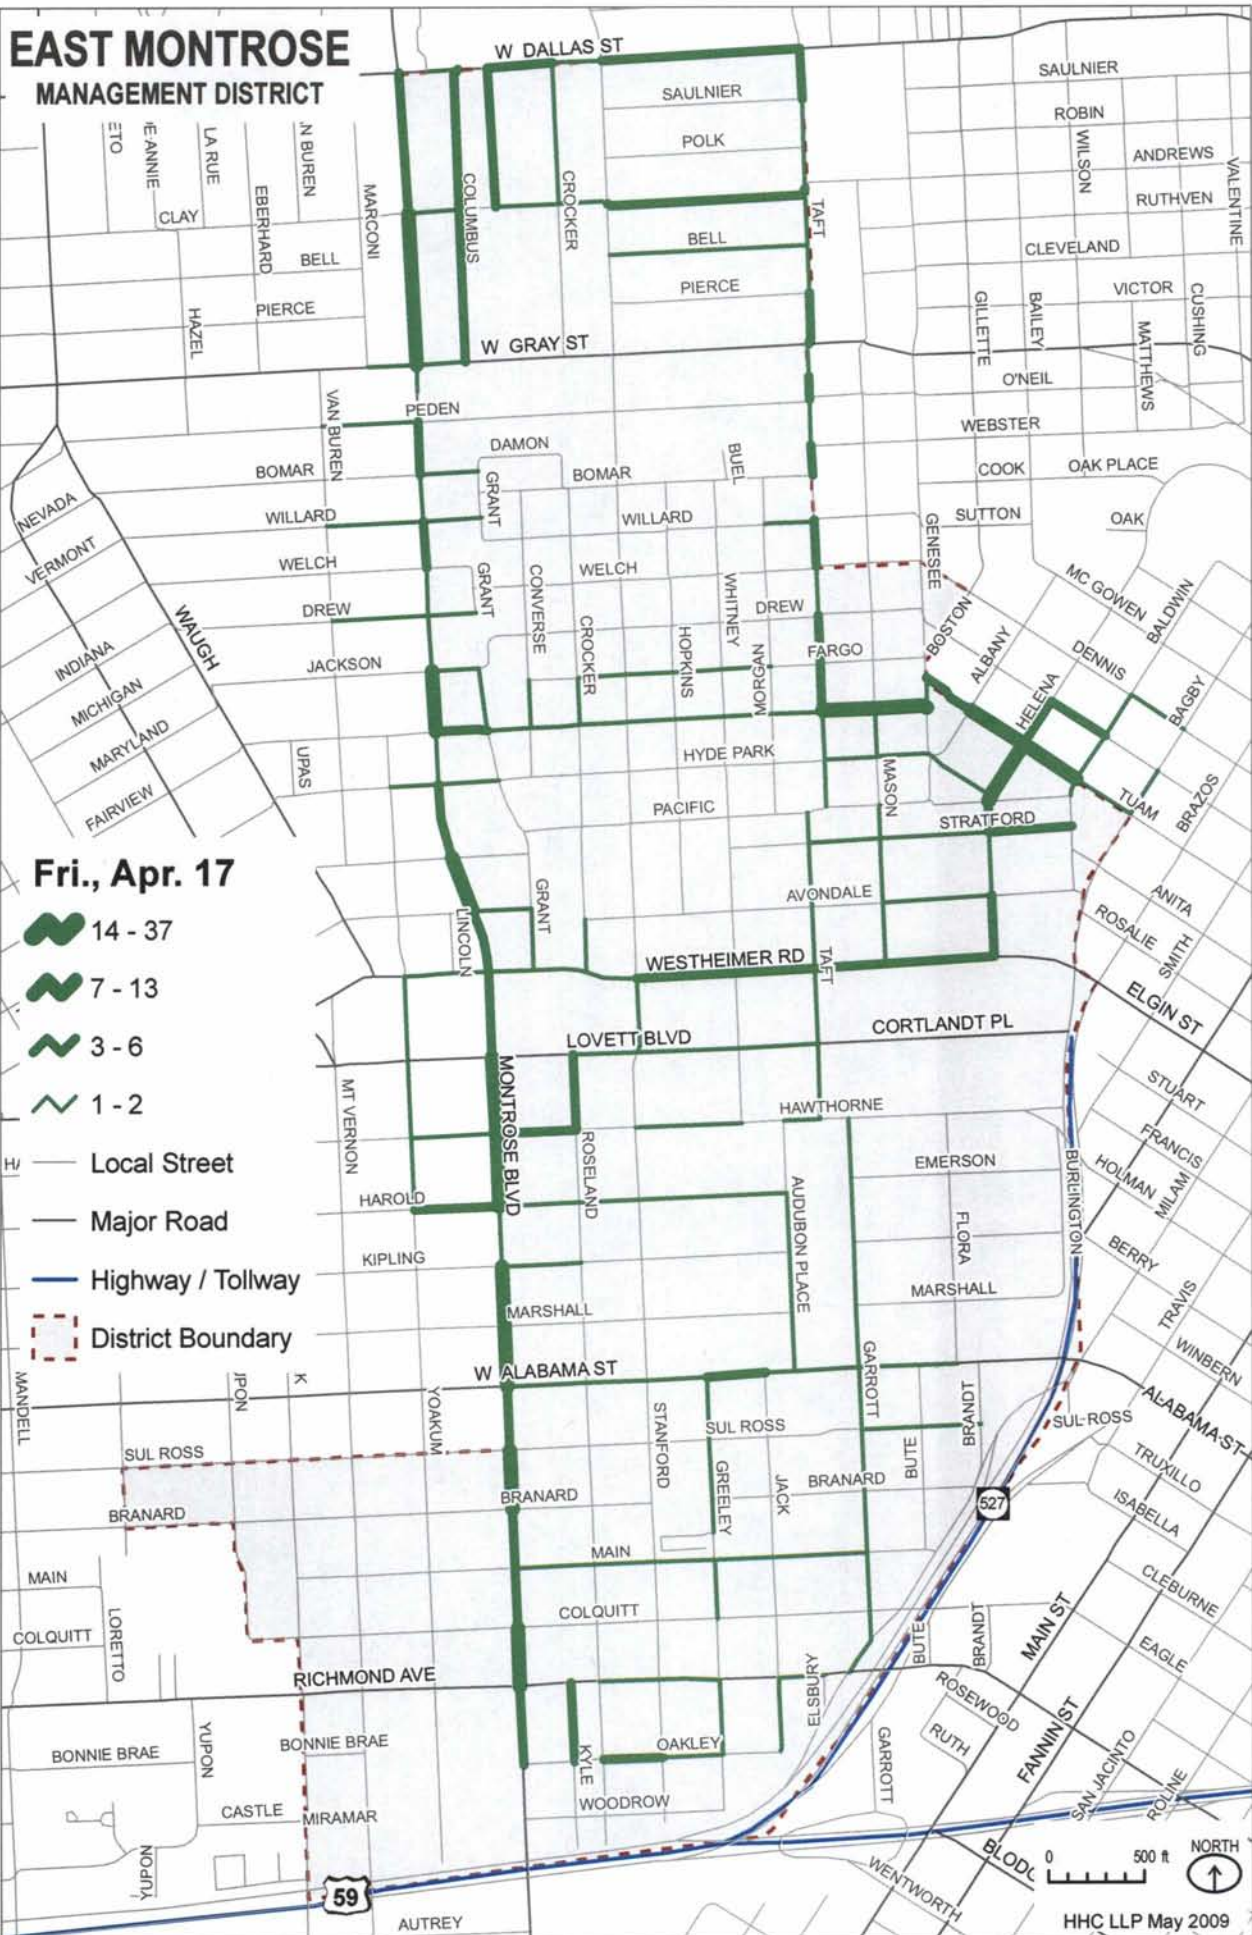 EAST MONTROSE
MANAGEMENT DISTRICT
W DALLAS ST
SAULNIER
POLK
SAULNIER
ROBIN
WILSON
ANDREWS
RUTHVEN
VALENTINE
LA RUE
N BUREN
EBERHARD
MARCONI
CLAY
BELL
PIERCE
HAZEL
COLUMBUS
CROCKER
TAFT
BELL
PIERCE
CLEVELAND
VICTOR
GILLETTE
BAILEY
MATTHEWS
CUSHING
W GRAY ST
O'NEIL
WEBSTER
COOK
OAK PLACE
SUTTON
OAK
PEDEN
VAN BUREN
DAMON
BOMAR
GRANT
BOMAR
BUEL
WILLARD
WILLARD
GENESEE
NEVADA
VERMONT
WELCH
WELCH
DREW
GRANT
CONVERSE
CROCKER
HOPKINS
WHITNEY
DREW
MORGAN
FARGO
BOSTON
ALBANY
MC GOWEN
BALDWIN
DENNIS
HELENA
BAGBY
WAUGH
INDIANA
MICHIGAN
MARYLAND
FAIRVIEW
JACKSON
UPAS
HYDE PARK
PACIFIC
MASON
STRATFORD
TUAM
BRAZOS
AVONDALE
ANITA
ROSALIE
SMITH
LINCOLN
GRANT
WESTHEIMER RD
TAFT
ELGIN ST
LOVETT BLVD
CORTLANDT PL
Fri., Apr. 17
14 - 37
7 - 13
3 - 6
1 - 2
Local Street
Major Road
Highway / Tollway
District Boundary
MT VERNON
MONTROSE BLVD
ROSELAND
HAWTHORNE
EMERSON
FLORA
BURLINGTON
STUART
FRANCIS
HOLMAN
MILAM
BERRY
TRAVIS
WINBERN
HAROLD
KIPLING
MARSHALL
AUDUBON PLACE
MARSHALL
W ALABAMA ST
GARROTT
ALABAMA ST
MANDELL
YOAKUM
SUL ROSS
BRANARD
BRANARD
STANFORD
SUL ROSS
GREELEY
JACK
BRANARD
BUTE
BRANDT
SUL ROSS
527
TRUXILLO
ISABELLA
CLEBURNE
MAIN
COLQUITT
LORETTO
MAIN
COLQUITT
BUTE
BRANDT
MAIN ST
EAGLE
RICHMOND AVE
ELSBURY
ROSEWOOD
RUTH
FANNIN ST
SAN JACINTO
BONNIE BRAE
YUPON
BONNIE BRAE
KYLE
OAKLEY
GARROTT
CASTLE
MIRAMAR
WOODROW
YUPON
59
AUTREY
WENTWORTH
0 500 ft
NORTH
HHC LLP May 2009